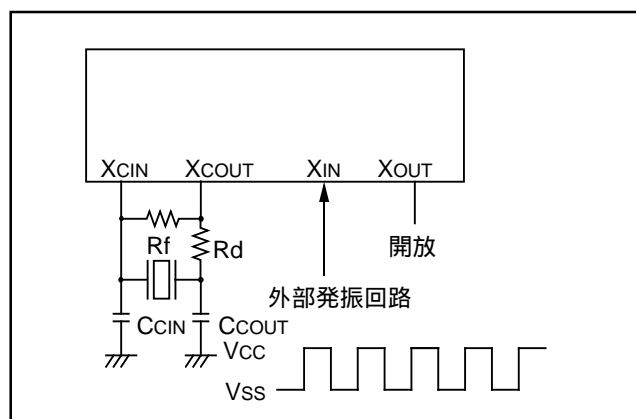 XCIN XCOUT XIN XOUT
Rf Rd 開放
外部発振回路
CCIN CCOUT
VCC
VSS